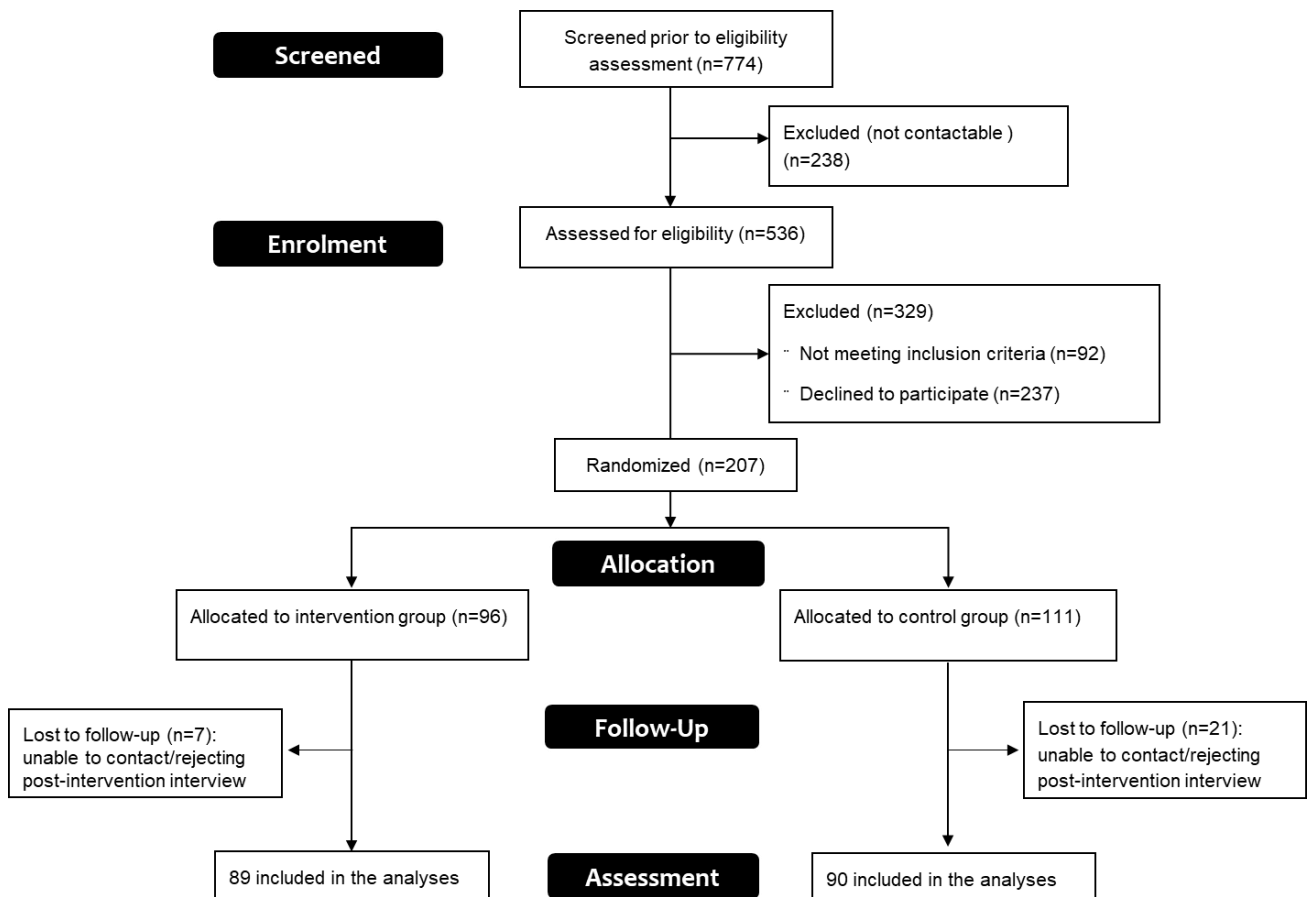 Screened
Screened prior to eligibility
assessment (n=774)
Excluded (not contactable )
(n=238)
Enrolment
Assessed for eligibility (n=536)
Excluded (n=329)
¨ Not meeting inclusion criteria (n=92)
¨ Declined to participate (n=237)
Randomized (n=207)
Allocation
Allocated to intervention group (n=96)
Allocated to control group (n=111)
Follow-Up
Lost to follow-up (n=7):
unable to contact/rejecting
post-intervention interview
Lost to follow-up (n=21):
unable to contact/rejecting
post-intervention interview
Assessment
89 included in the analyses
90 included in the analyses